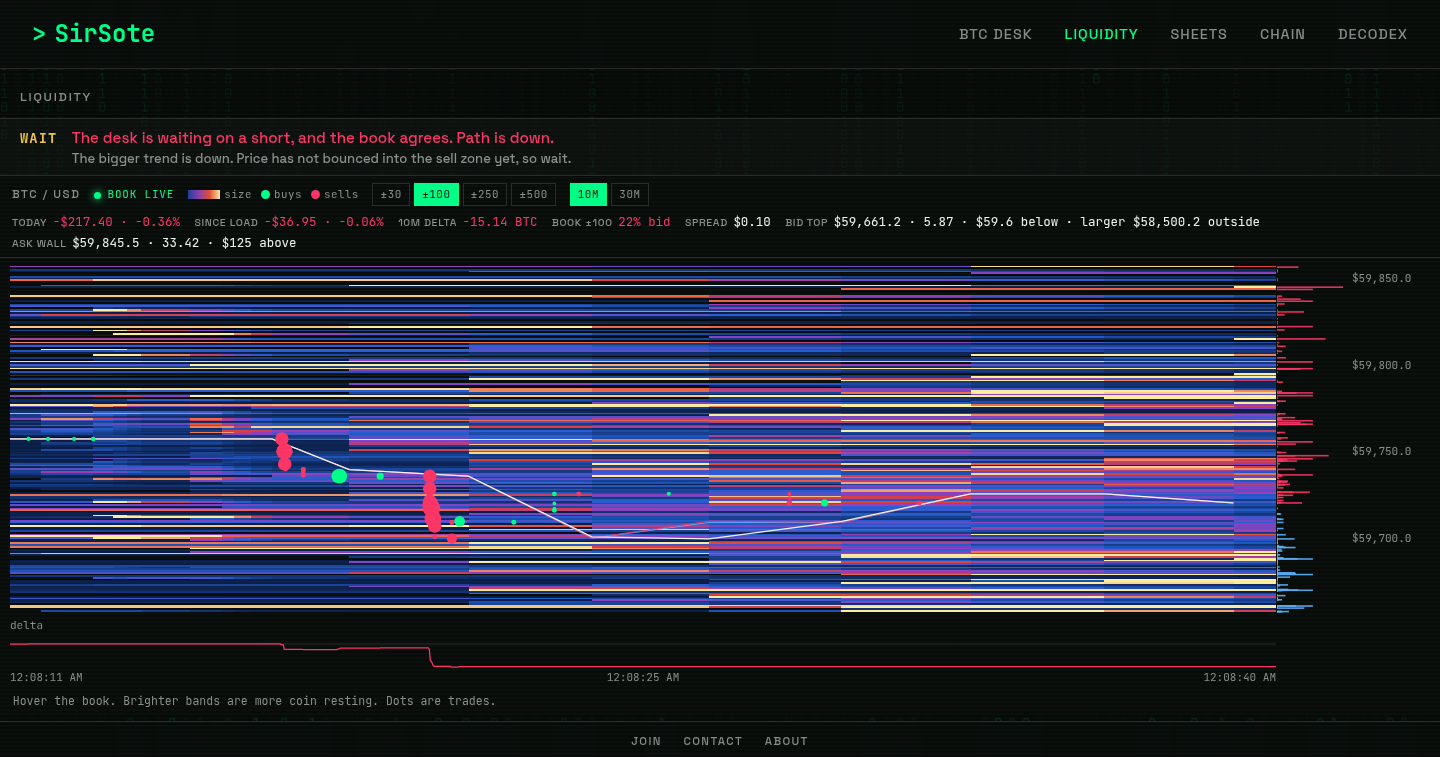 > SirSote
BTC DESK LIQUIDITY SHEETS CHAIN DECODEX
LIQUIDITY
WAIT The desk is waiting on a short, and the book agrees. Path is down.
The bigger trend is down. Price has not bounced into the sell zone yet, so wait.
BTC / USD BOOK LIVE size buys sells ±30 ±100 ±250 ±500 10M 30M
TODAY -$217.40 · -0.36% SINCE LOAD -$36.95 · -0.06% 10M DELTA -15.14 BTC BOOK ±100 22% bid SPREAD $0.10 BID TOP $59,661.2 · 5.87 · $59.6 below · larger $58,500.2 outside
ASK WALL $59,845.5 · 33.42 · $125 above
$59,850.0
$59,800.0
$59,750.0
$59,700.0
delta
12:08:11 AM 12:08:25 AM 12:08:40 AM
Hover the book. Brighter bands are more coin resting. Dots are trades.
JOIN CONTACT ABOUT